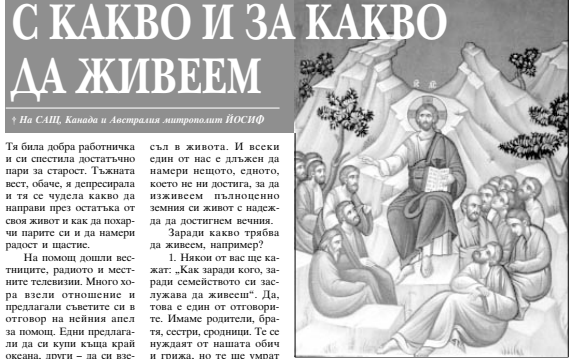 С КАКВО И ЗА КАКВО
ДА ЖИВЕЕМ
† На САЩ, Канада и Австралия митрополит ЙОСИФ
Тя била добра работничка
и си спестила достатъчно
пари за старост. Тъжната
вест, обаче, я депресирала
и тя се чудела какво да
направи през остатъка от
своя живот и как да похар-
чи парите си и да намери
радост и щастие.
На помощ дошли вес-
тниците, радиото и мест-
ните телевизии. Много хо-
ра взели отношение и
предлагали съветите си в
отговор на нейния апел
за помощ. Едни предлага-
ли да си купи къща край
океана, други – да си взе-
съл в живота. И всеки
един от нас е длъжен да
намери нещото, едното,
което не ни достига, за да
изживеем пълноценно
земния си живот с надеж-
да да достигнем вечния.
Заради какво трябва
да живеем, например?
1. Някои от вас ще ка-
жат: „Как заради кого, за-
ради семейството си зас-
лужава да живееш“. Да,
това е един от отговори-
те. Имаме родители, бра-
тя, сестри, сродници. Те се
нуждаят от нашата обич
и грижа, но те ще умрат